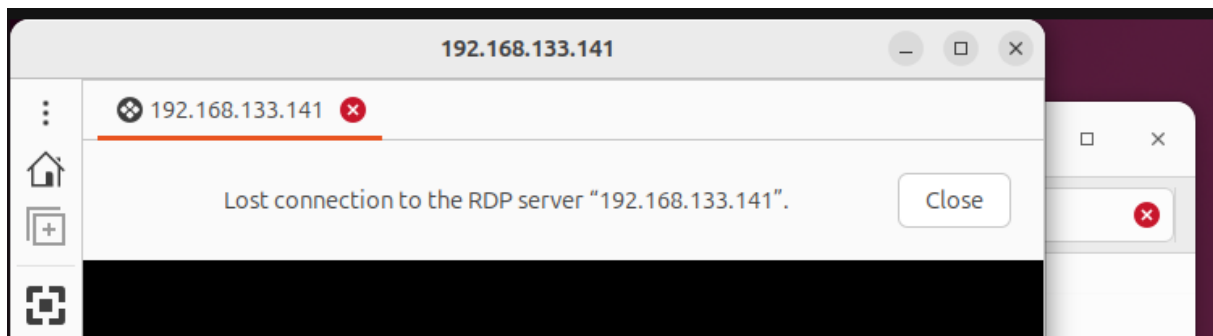 192.168.133.141
192.168.133.141
Lost connection to the RDP server “192.168.133.141”.
Close